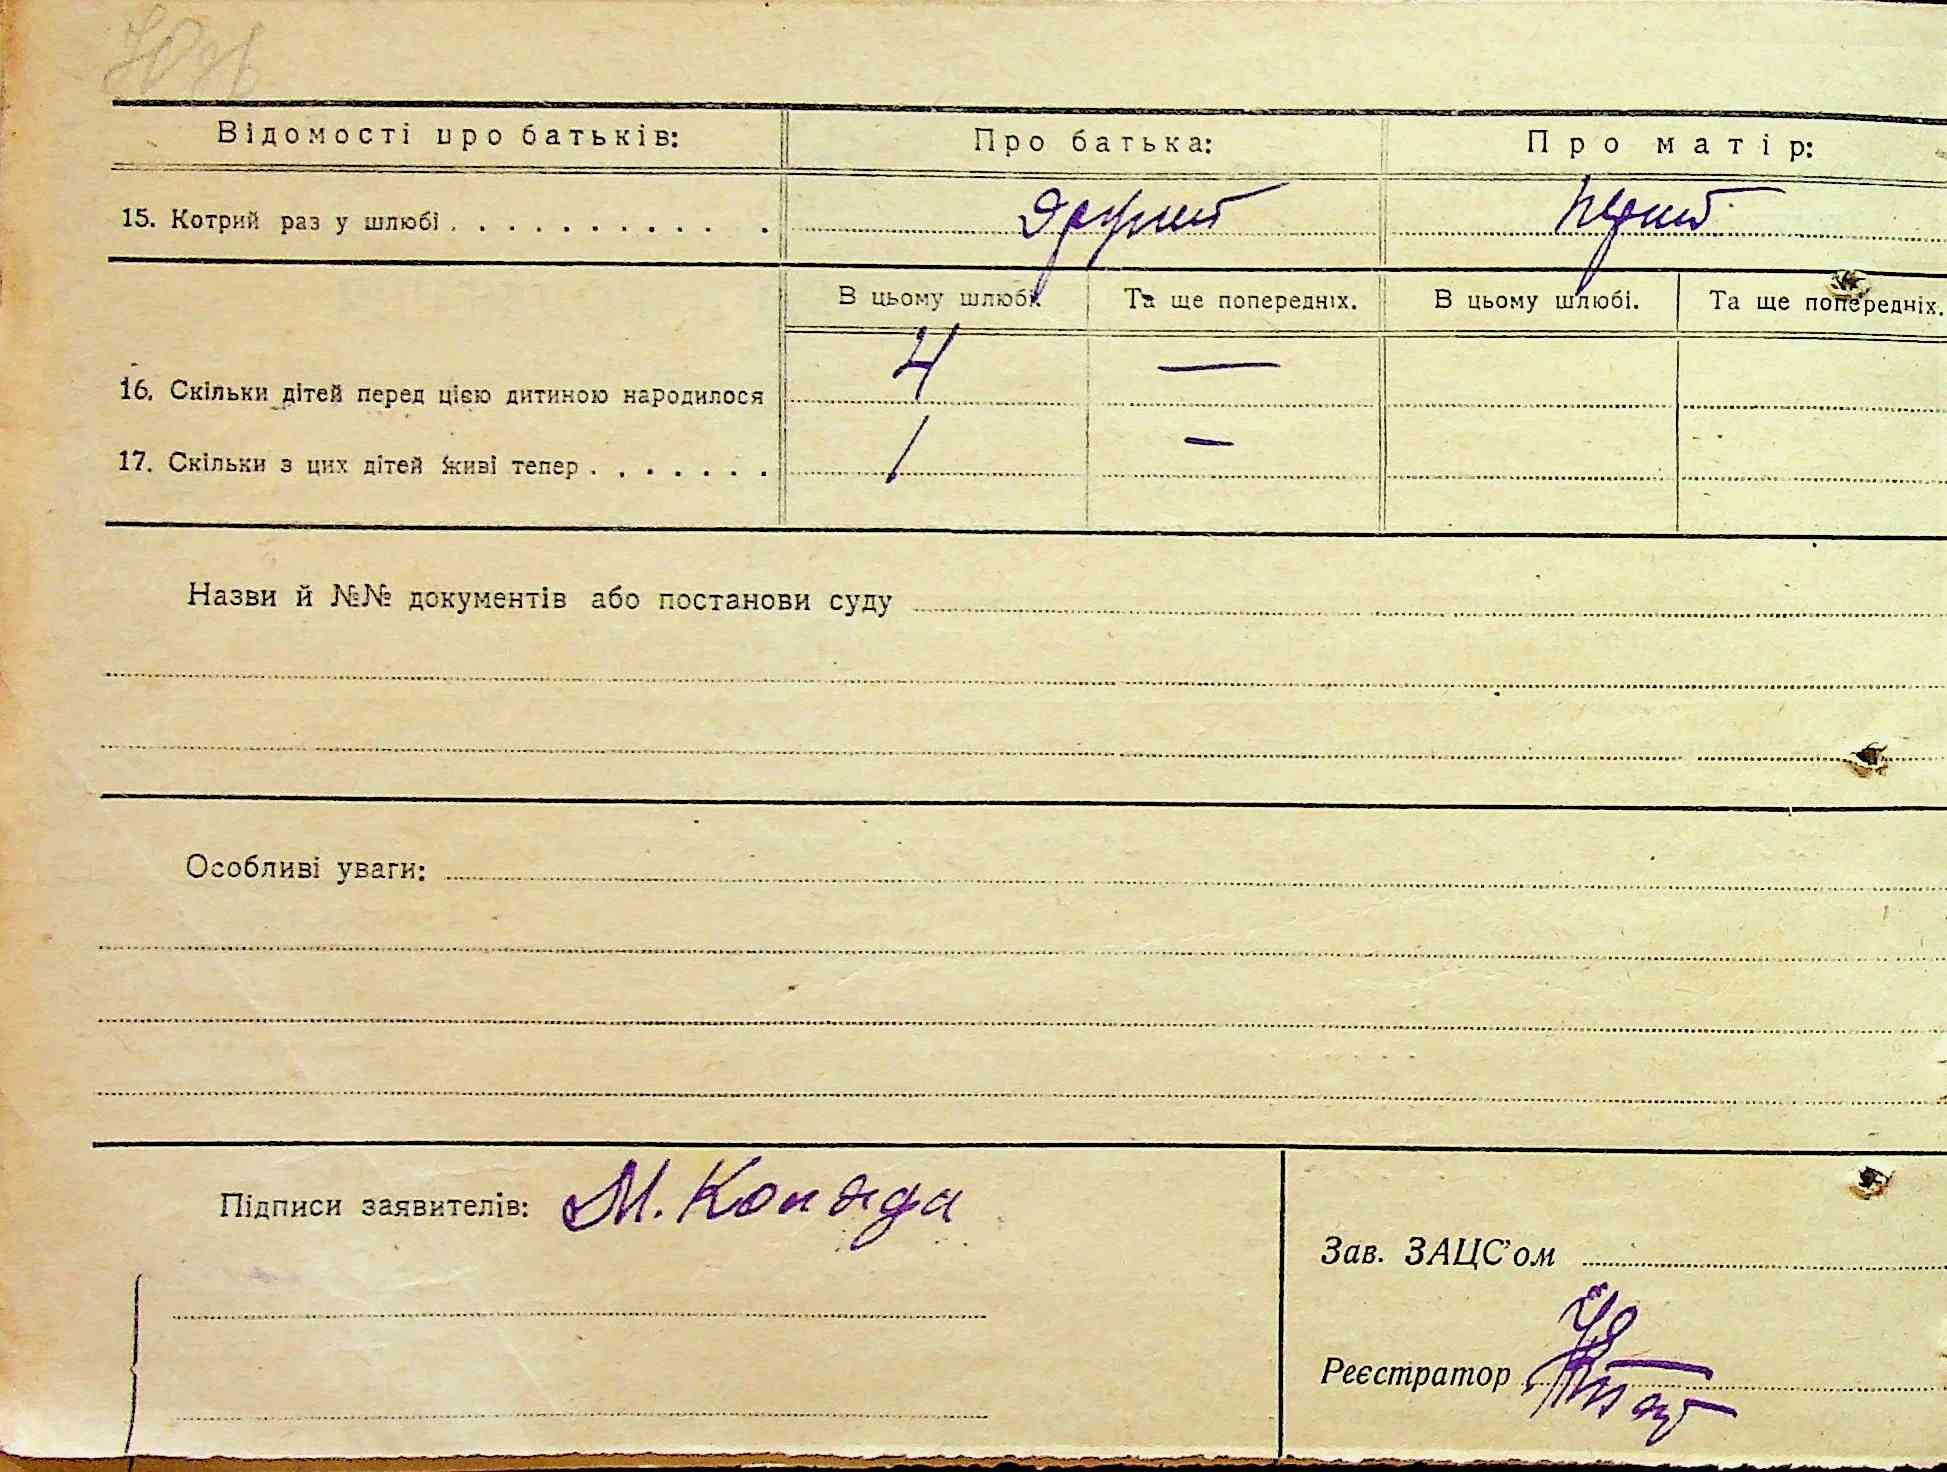 Відомості про батьків: Про батька: Про матір:
15. Котрий раз у шлюбі . . . . . . . . . . . . другий перший
В цьому шлюбі. Та ще попередніх. В цьому шлюбі. Та ще попередніх.
16. Скільки дітей перед цією дитиною народилося 4 —
17. Скільки з цих дітей живі тепер . . . . . . . 1 —
Назви й №№ документів або постанови суду
Особливі уваги:
Підписи заявителів: М. Конада
Зав. ЗАЦС'ом
Реєстратор